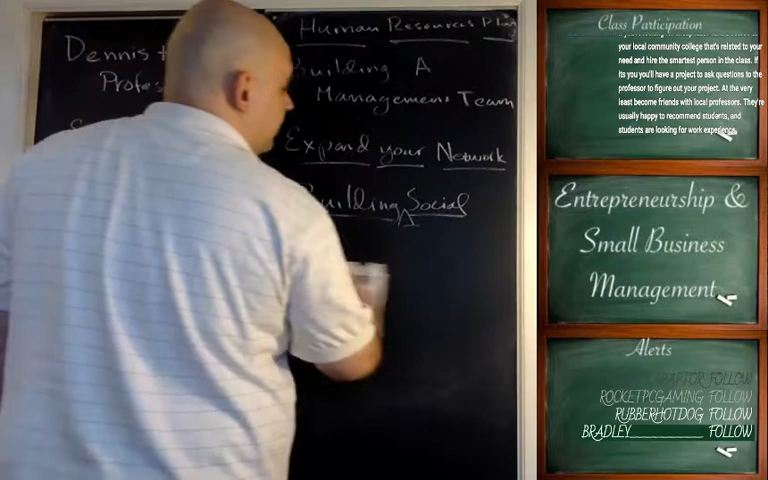 Dennis
Profes
Human Resources Plan
Building A
Management Team
Expand your Network
Building Social
A
Class Participation
your local community college that's related to your
need and hire the smartest person in the class. If
its you you'll have a project to ask questions to the
professor to figure out your project. At the very
least become friends with local professors. They're
usually happy to recommend students, and
students are looking for work experience.
Entrepreneurship &
Small Business
Management
Alerts
RAPTOR FOLLOW
ROCKETPCGAMING FOLLOW
RUBBERHOTDOG FOLLOW
BRADLEY____________ FOLLOW